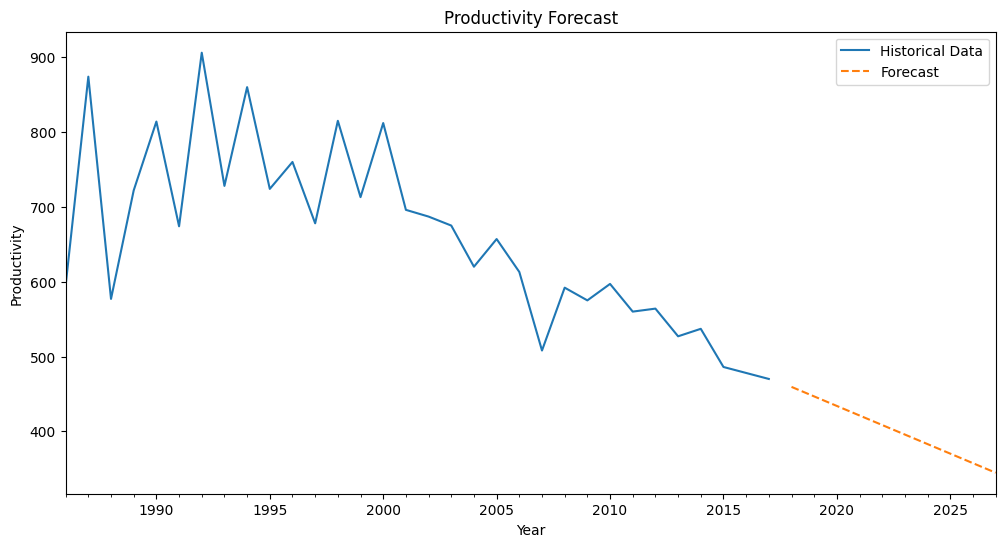 Productivity Forecast
Historical Data
Forecast
900
800
700
600
500
400
Productivity
1990
1995
2000
2005
2010
2015
2020
2025
Year